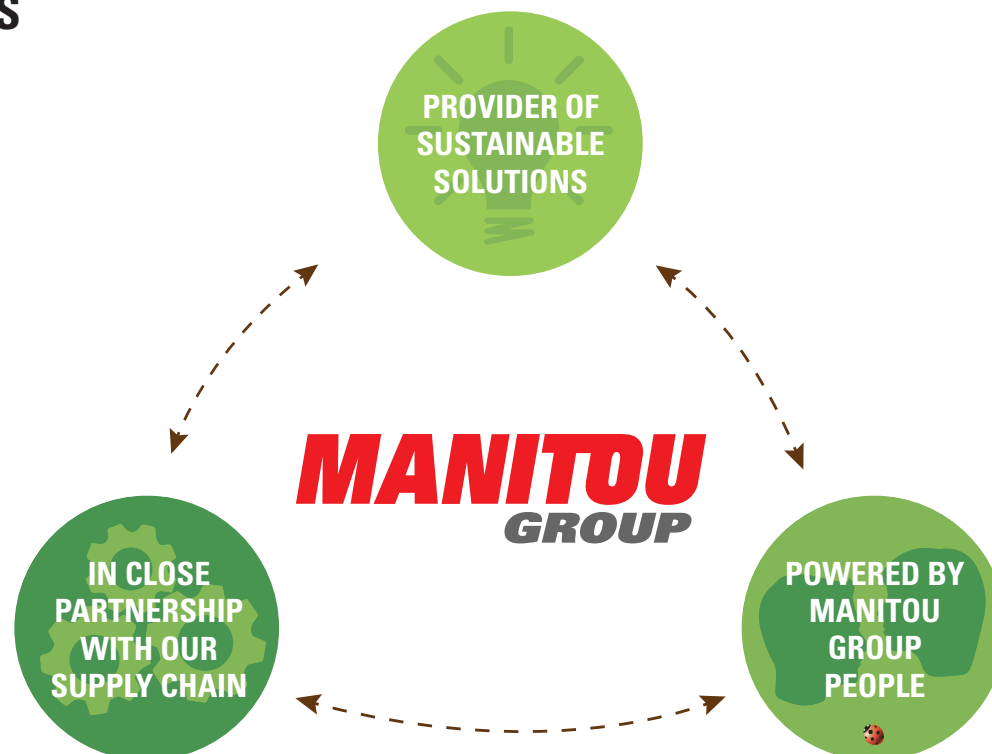 S
PROVIDER OF
SUSTAINABLE
SOLUTIONS
MANITOU
GROUP
IN CLOSE
PARTNERSHIP
WITH OUR
SUPPLY CHAIN
POWERED BY
MANITOU
GROUP
PEOPLE